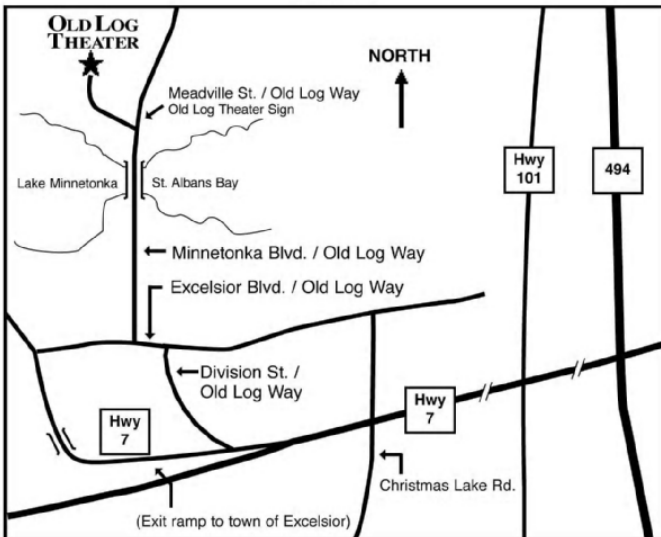 OLD LOG
THEATER
NORTH
Meadville St. / Old Log Way
Old Log Theater Sign
Hwy
101
494
Lake Minnetonka
St. Albans Bay
Minnetonka Blvd. / Old Log Way
Excelsior Blvd. / Old Log Way
Division St. /
Old Log Way
Hwy
7
Hwy
7
Christmas Lake Rd.
(Exit ramp to town of Excelsior)